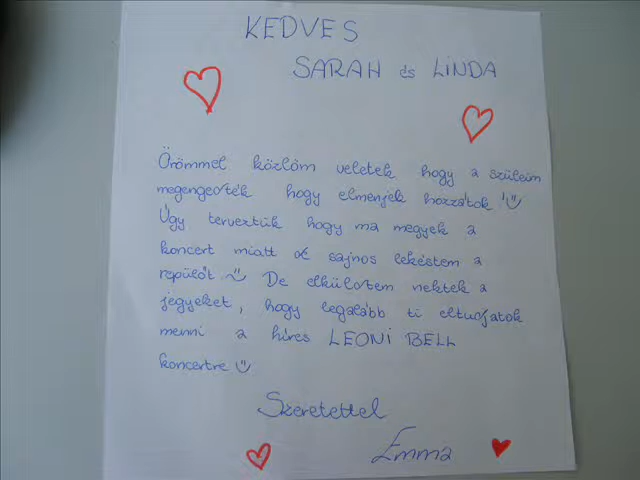 KEDVES
SARAH és LINDA
Örömmel közlöm veletek hogy a szüleim
megengedték hogy elmenjek hozzátok
Úgy terveztük hogy ma megyek a
koncert miatt de sajnos lekéstem a
repülőt De elküldtem nektek a
jegyeket, hogy legalább ti eltudjatok
menni a híres LEONI BELL
koncertre
Szeretettel
Emma